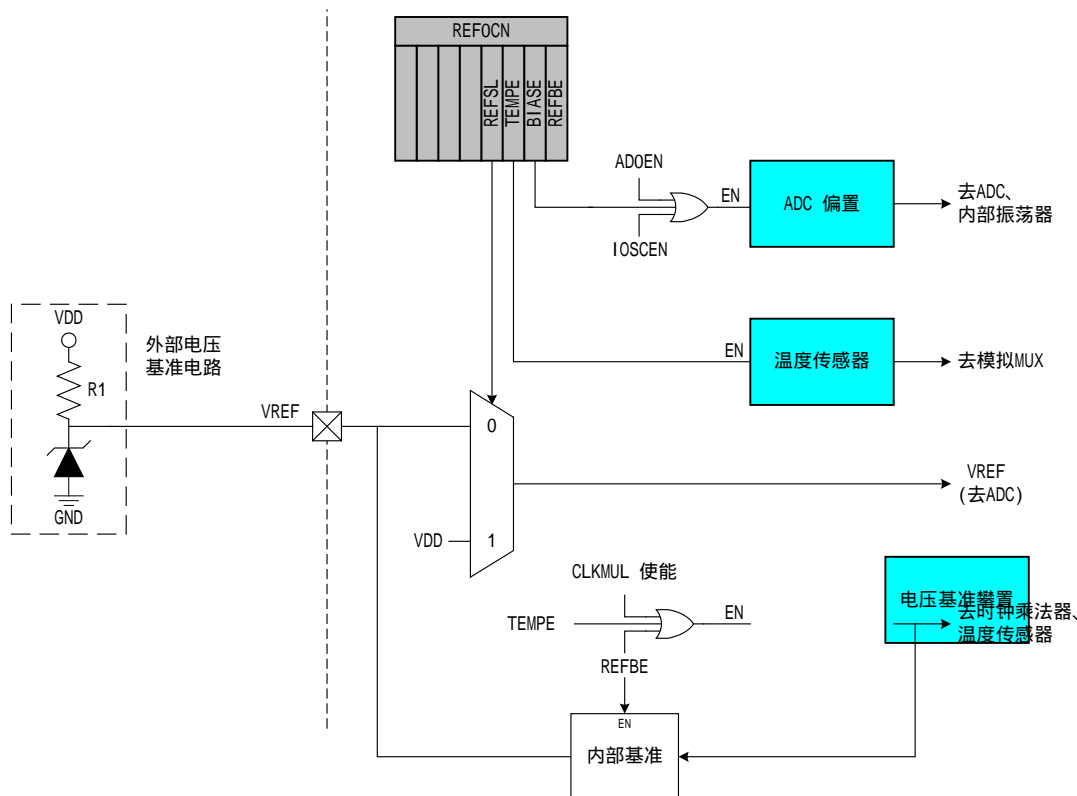 REFOCN
REFSL
TEMPE
BIASE
REFBE
ADOEN
IOSCEN
EN
ADC 偏置
去ADC、
内部振荡器
VDD
R1
GND
外部电压
基准电路
EN
温度传感器
去模拟MUX
VREF
0
1
VDD
VREF
(去ADC)
CLKMUL 使能
TEMPE
EN
REFBE
电压基准攀置
去时钟乘法器、
温度传感器
EN
内部基准